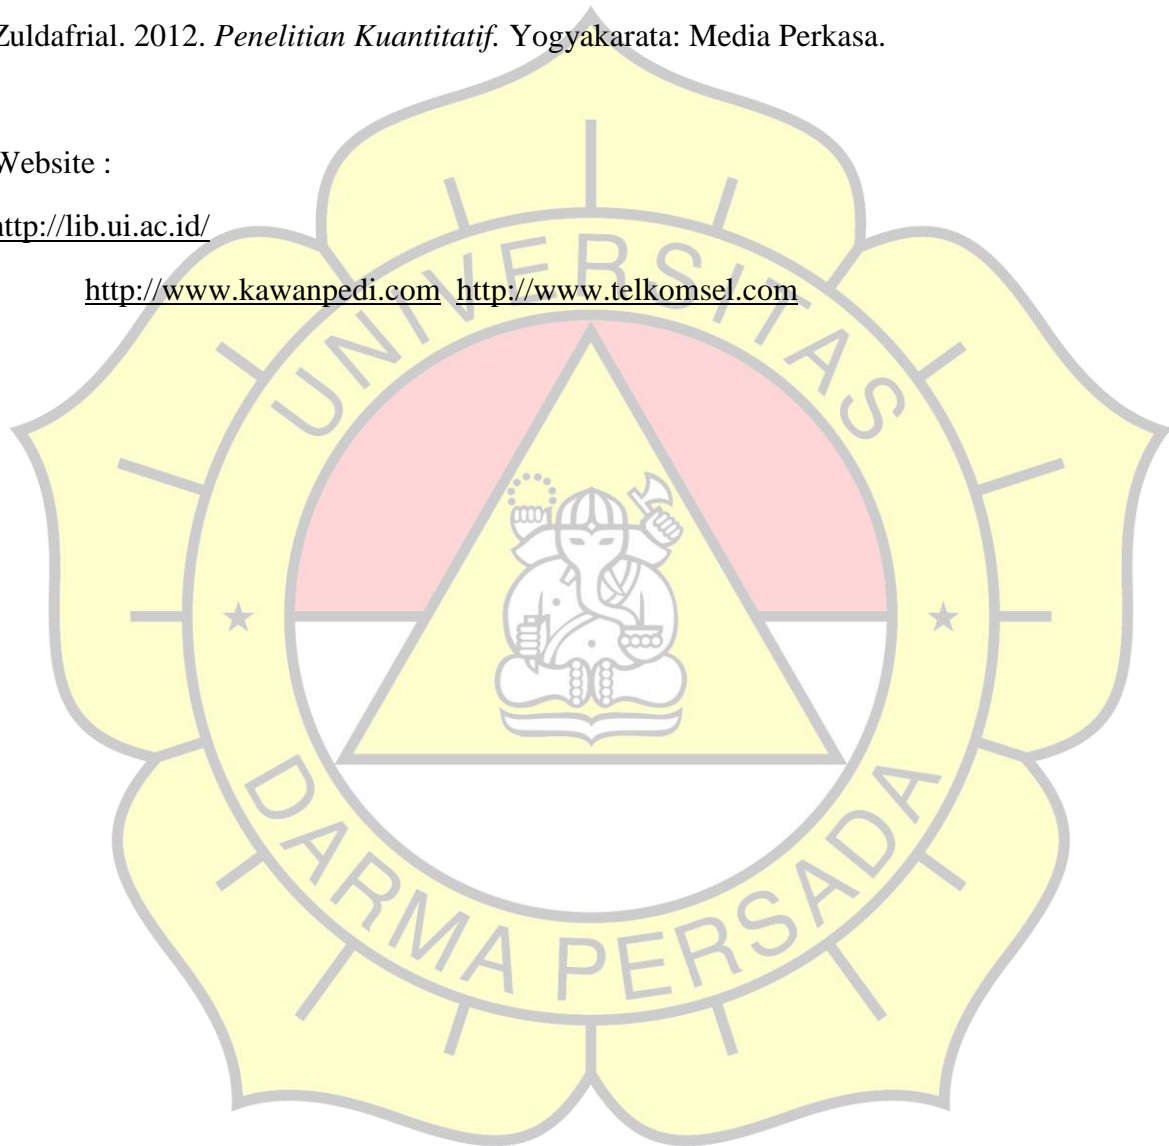 Zuldafrial. 2012. Penelitian Kuantitatif. Yogyakarata: Media Perkasa.
Website :
http://lib.ui.ac.id/
http://www.kawanpedi.com http://www.telkomsel.com
UNIVERSITAS
DARMA PERSADA